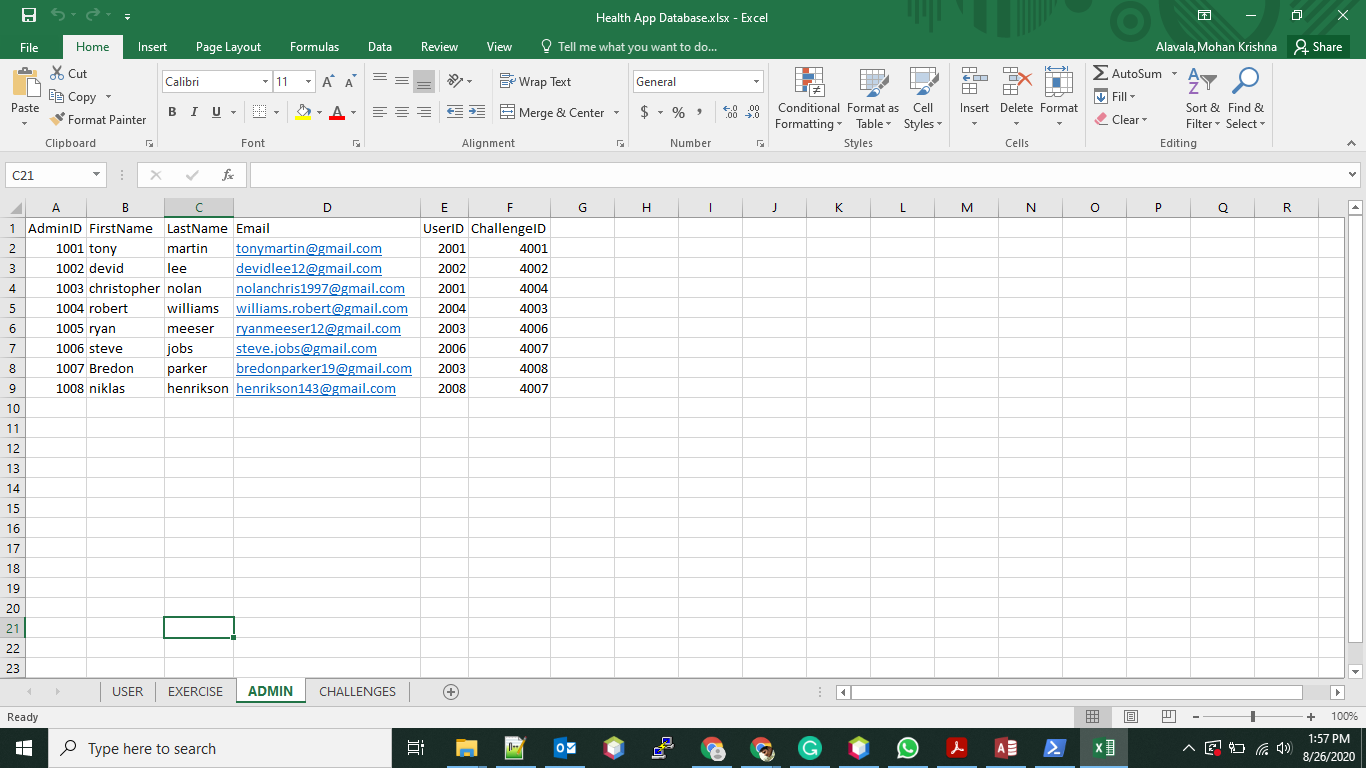 Health App Database.xlsx - Excel
File Home Insert Page Layout Formulas Data Review View Tell me what you want to do... Alavala,Mohan Krishna Share
Paste Cut Copy Format Painter
Calibri 11
B I U
Wrap Text
Merge & Center
General
$ % ,
Conditional Formatting
Format as Table
Cell Styles
Insert Delete Format
AutoSum
Fill
Clear
Sort & Filter
Find & Select
Clipboard Font Alignment Number Styles Cells Editing
C21 fx
A B C D E F G H I J K L M N O P Q R
1 AdminID FirstName LastName Email UserID ChallengeID
2 1001 tony martin tonymartin@gmail.com 2001 4001
3 1002 devid lee devidlee12@gmail.com 2002 4002
4 1003 christopher nolan nolanchris1997@gmail.com 2001 4004
5 1004 robert williams williams.robert@gmail.com 2004 4003
6 1005 ryan meeser ryanmeeser12@gmail.com 2003 4006
7 1006 steve jobs steve.jobs@gmail.com 2006 4007
8 1007 Bredon parker bredonparker19@gmail.com 2003 4008
9 1008 niklas henrikson henrikson143@gmail.com 2008 4007
10
11
12
13
14
15
16
17
18
19
20
21
22
23
USER EXERCISE ADMIN CHALLENGES
Ready 100%
Type here to search
1:57 PM
8/26/2020